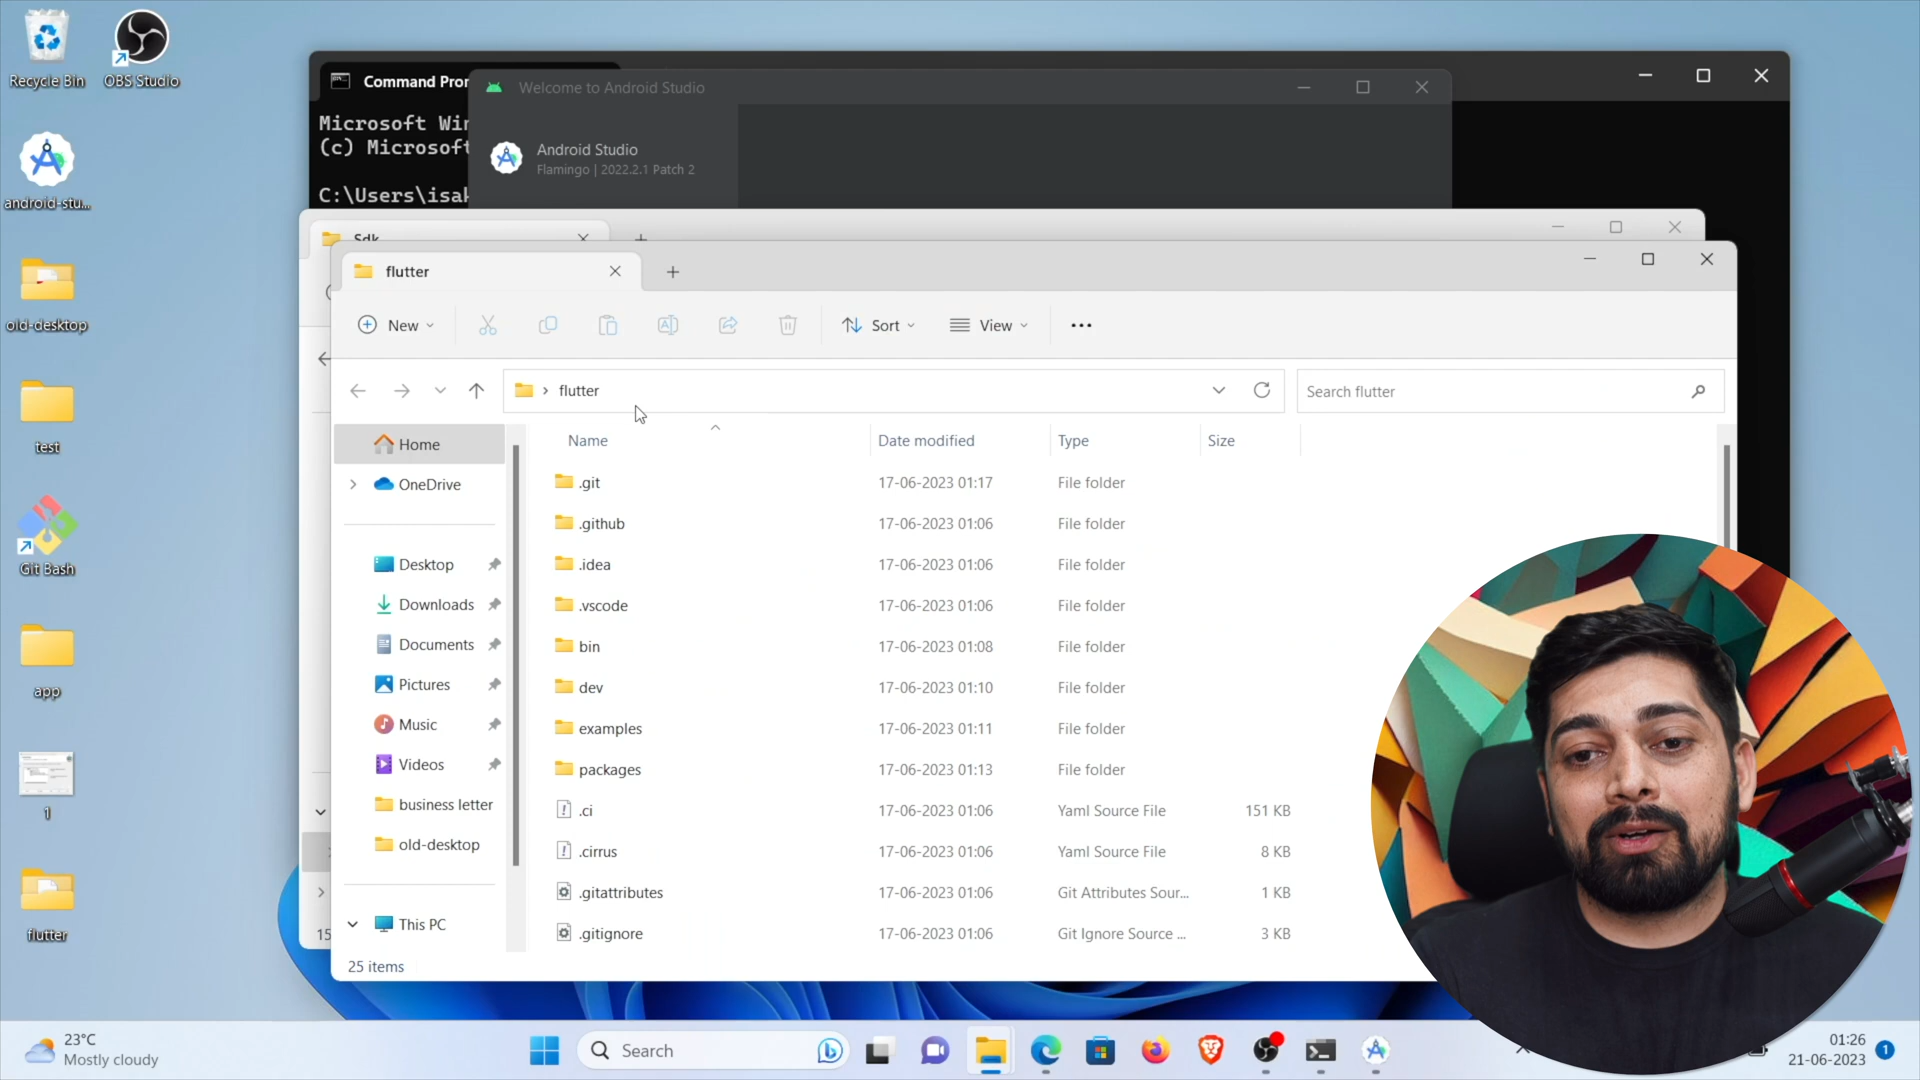 Recycle Bin
OBS Studio
android-stu...
old-desktop
test
Git Bash
app
1
flutter
Command Pro
Microsoft Wi
(c) Microsoft
C:\Users\isa
Welcome to Android Studio
Android Studio
Flamingo | 2022.2.1 Patch 2
Sdk
flutter
New
Sort
View
flutter
Search flutter
Home
OneDrive
Desktop
Downloads
Documents
Pictures
Music
Videos
business letter
old-desktop
This PC
Name Date modified Type Size
.git 17-06-2023 01:17 File folder
.github 17-06-2023 01:06 File folder
.idea 17-06-2023 01:06 File folder
.vscode 17-06-2023 01:06 File folder
bin 17-06-2023 01:08 File folder
dev 17-06-2023 01:10 File folder
examples 17-06-2023 01:11 File folder
packages 17-06-2023 01:13 File folder
.ci 17-06-2023 01:06 Yaml Source File 151 KB
.cirrus 17-06-2023 01:06 Yaml Source File 8 KB
.gitattributes 17-06-2023 01:06 Git Attributes Sour... 1 KB
.gitignore 17-06-2023 01:06 Git Ignore Source ... 3 KB
15
25 items
23°C
Mostly cloudy
Search
01:26
21-06-2023
1